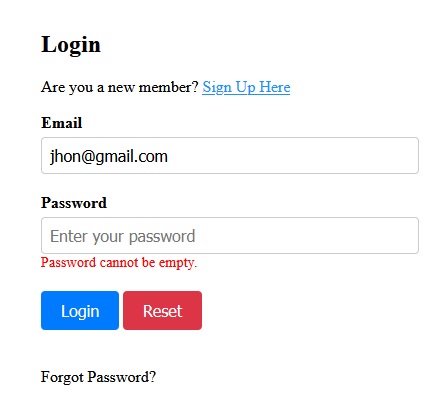 Login
Are you a new member? Sign Up Here
Email
jhon@gmail.com
Password
Enter your password
Password cannot be empty.
Login Reset
Forgot Password?